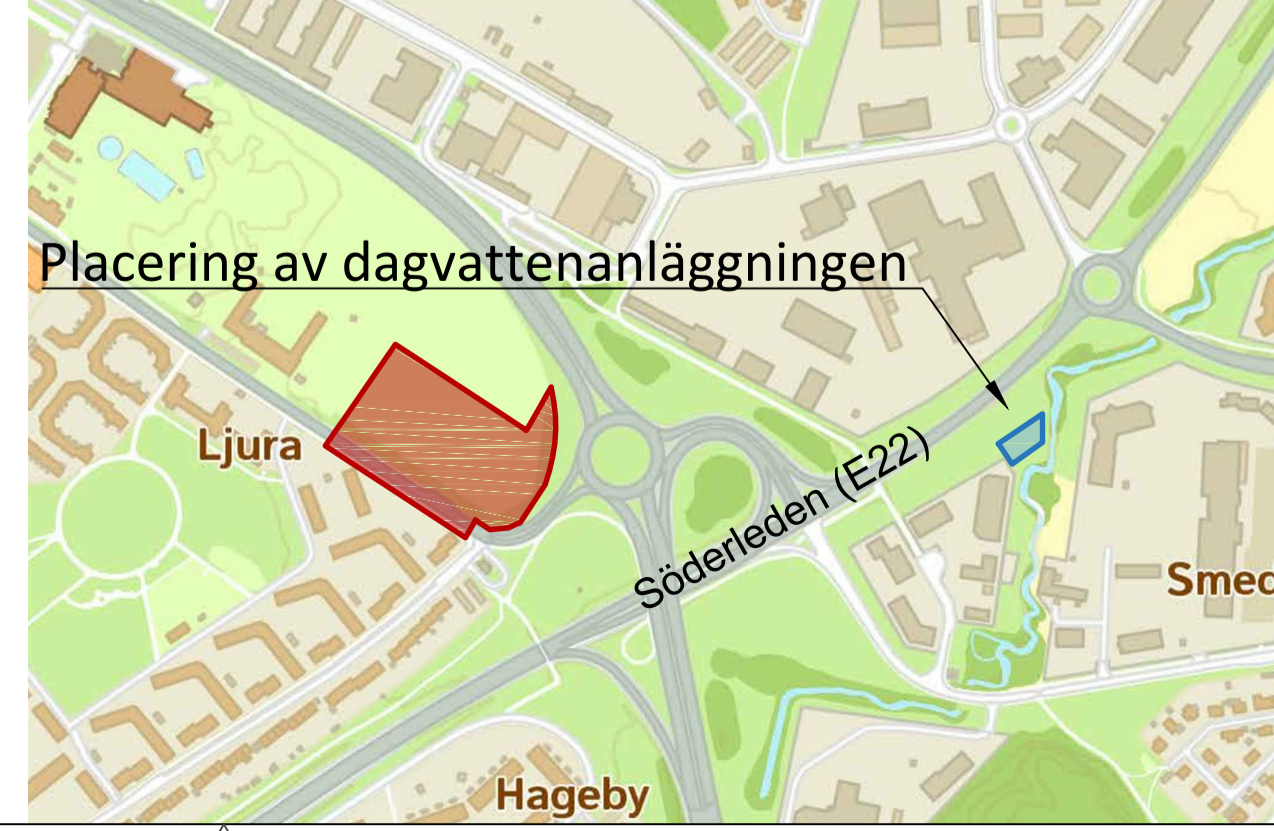 Placering av dagvattenanläggningen
Ljura
Söderleden (E22)
Smed
Hageby